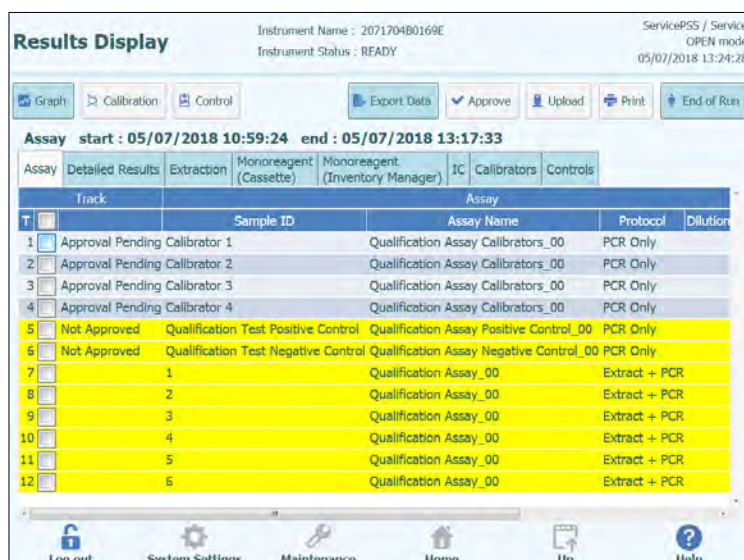 Results Display
Instrument Name : 2071704B0169E
Instrument Status : READY
ServicePSS / Service
OPEN mode
05/07/2018 13:24:28
Graph Calibration Control Export Data Approve Upload Print End of Run
Assay start : 05/07/2018 10:59:24 end : 05/07/2018 13:17:33
Assay Detailed Results Extraction Monoreagent (Cassette) Monoreagent (Inventory Manager) IC Calibrators Controls
Track Assay
T Sample ID Assay Name Protocol Dilution
1 Approval Pending Calibrator 1 Qualification Assay Calibrators_00 PCR Only
2 Approval Pending Calibrator 2 Qualification Assay Calibrators_00 PCR Only
3 Approval Pending Calibrator 3 Qualification Assay Calibrators_00 PCR Only
4 Approval Pending Calibrator 4 Qualification Assay Calibrators_00 PCR Only
5 Not Approved Qualification Test Positive Control Qualification Assay Positive Control_00 PCR Only
6 Not Approved Qualification Test Negative Control Qualification Assay Negative Control_00 PCR Only
7 1 Qualification Assay_00 Extract + PCR
8 2 Qualification Assay_00 Extract + PCR
9 3 Qualification Assay_00 Extract + PCR
10 4 Qualification Assay_00 Extract + PCR
11 5 Qualification Assay_00 Extract + PCR
12 6 Qualification Assay_00 Extract + PCR
Log out System Settings Maintenance Home Up Help